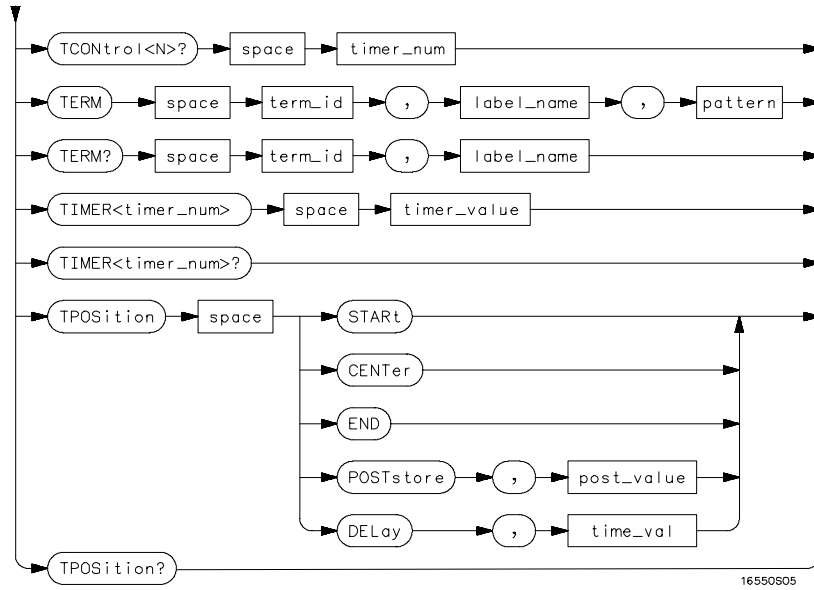 TCONtrol<N>? space timer_num
TERM space term_id , label_name , pattern
TERM? space term_id , label_name
TIMER<timer_num> space timer_value
TIMER<timer_num>?
TPOSition space STARt
CENTer
END
POSTstore , post_value
DELay , time_val
TPOSition?
16550S05